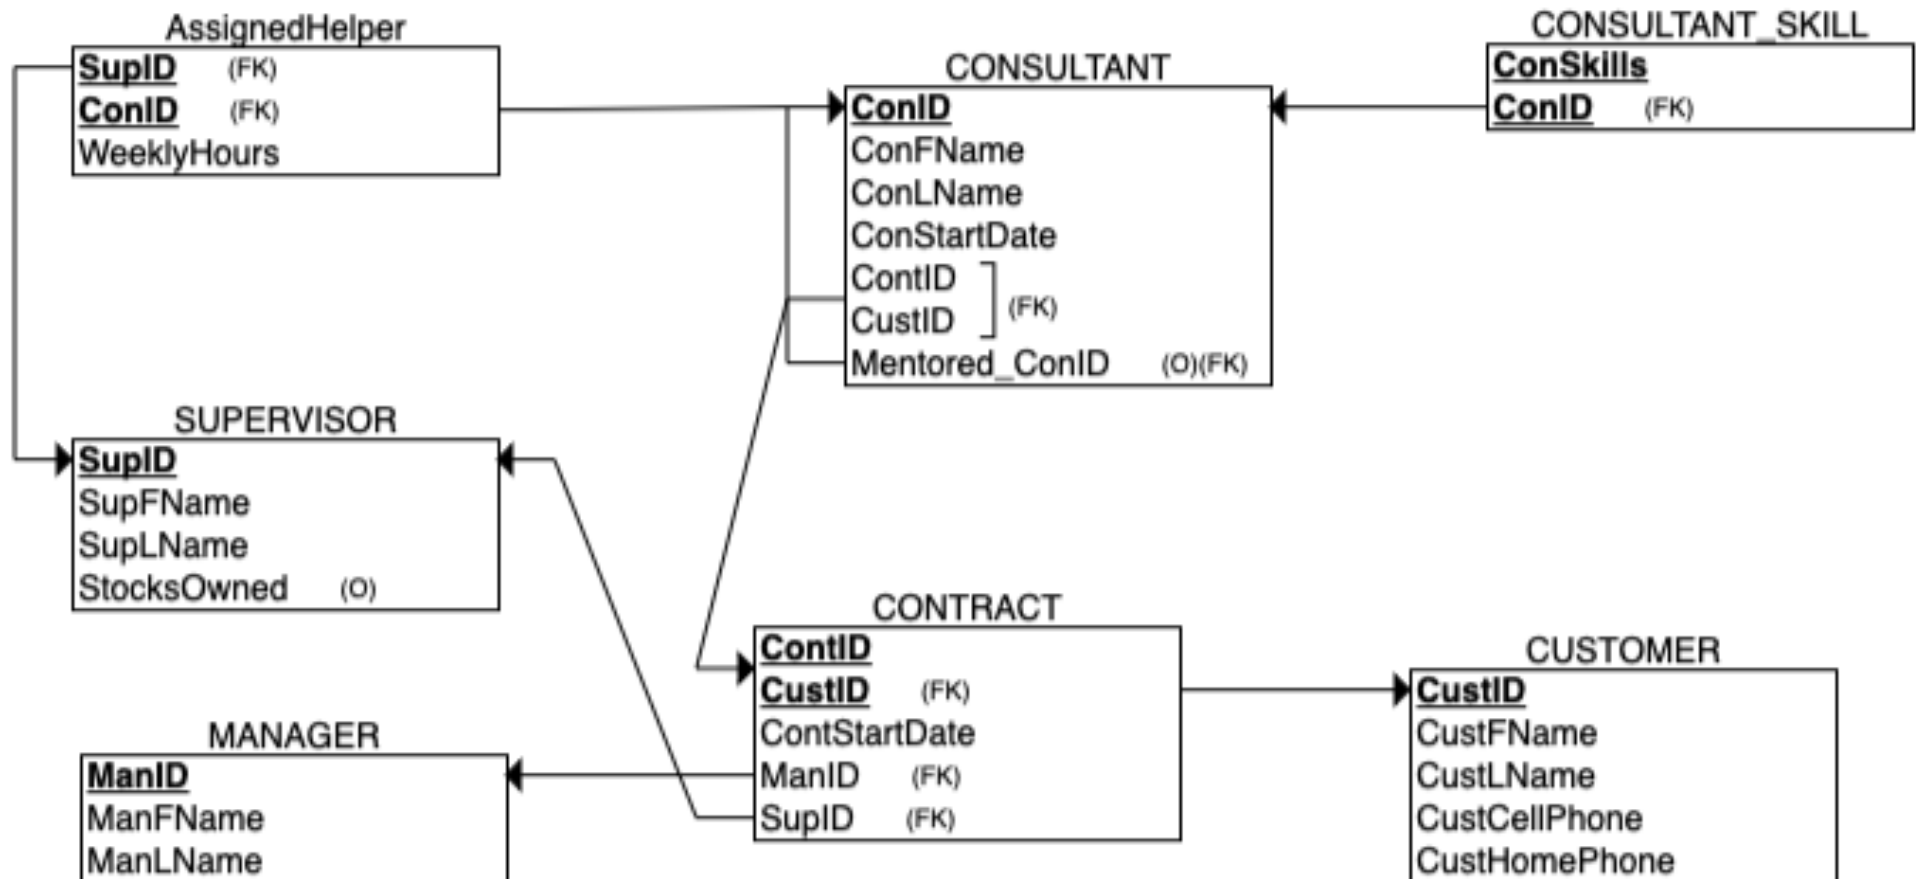 AssignedHelper
SupID (FK)
ConID (FK)
WeeklyHours
CONSULTANT
ConID
ConFName
ConLName
ConStartDate
ContID
CustID
(FK)
Mentored_ConID (O)(FK)
CONSULTANT_SKILL
ConSkills
ConID (FK)
SUPERVISOR
SupID
SupFName
SupLName
StocksOwned (O)
CONTRACT
ContID
CustID (FK)
ContStartDate
ManID (FK)
SupID (FK)
CUSTOMER
CustID
CustFName
CustLName
CustCellPhone
CustHomePhone
MANAGER
ManID
ManFName
ManLName